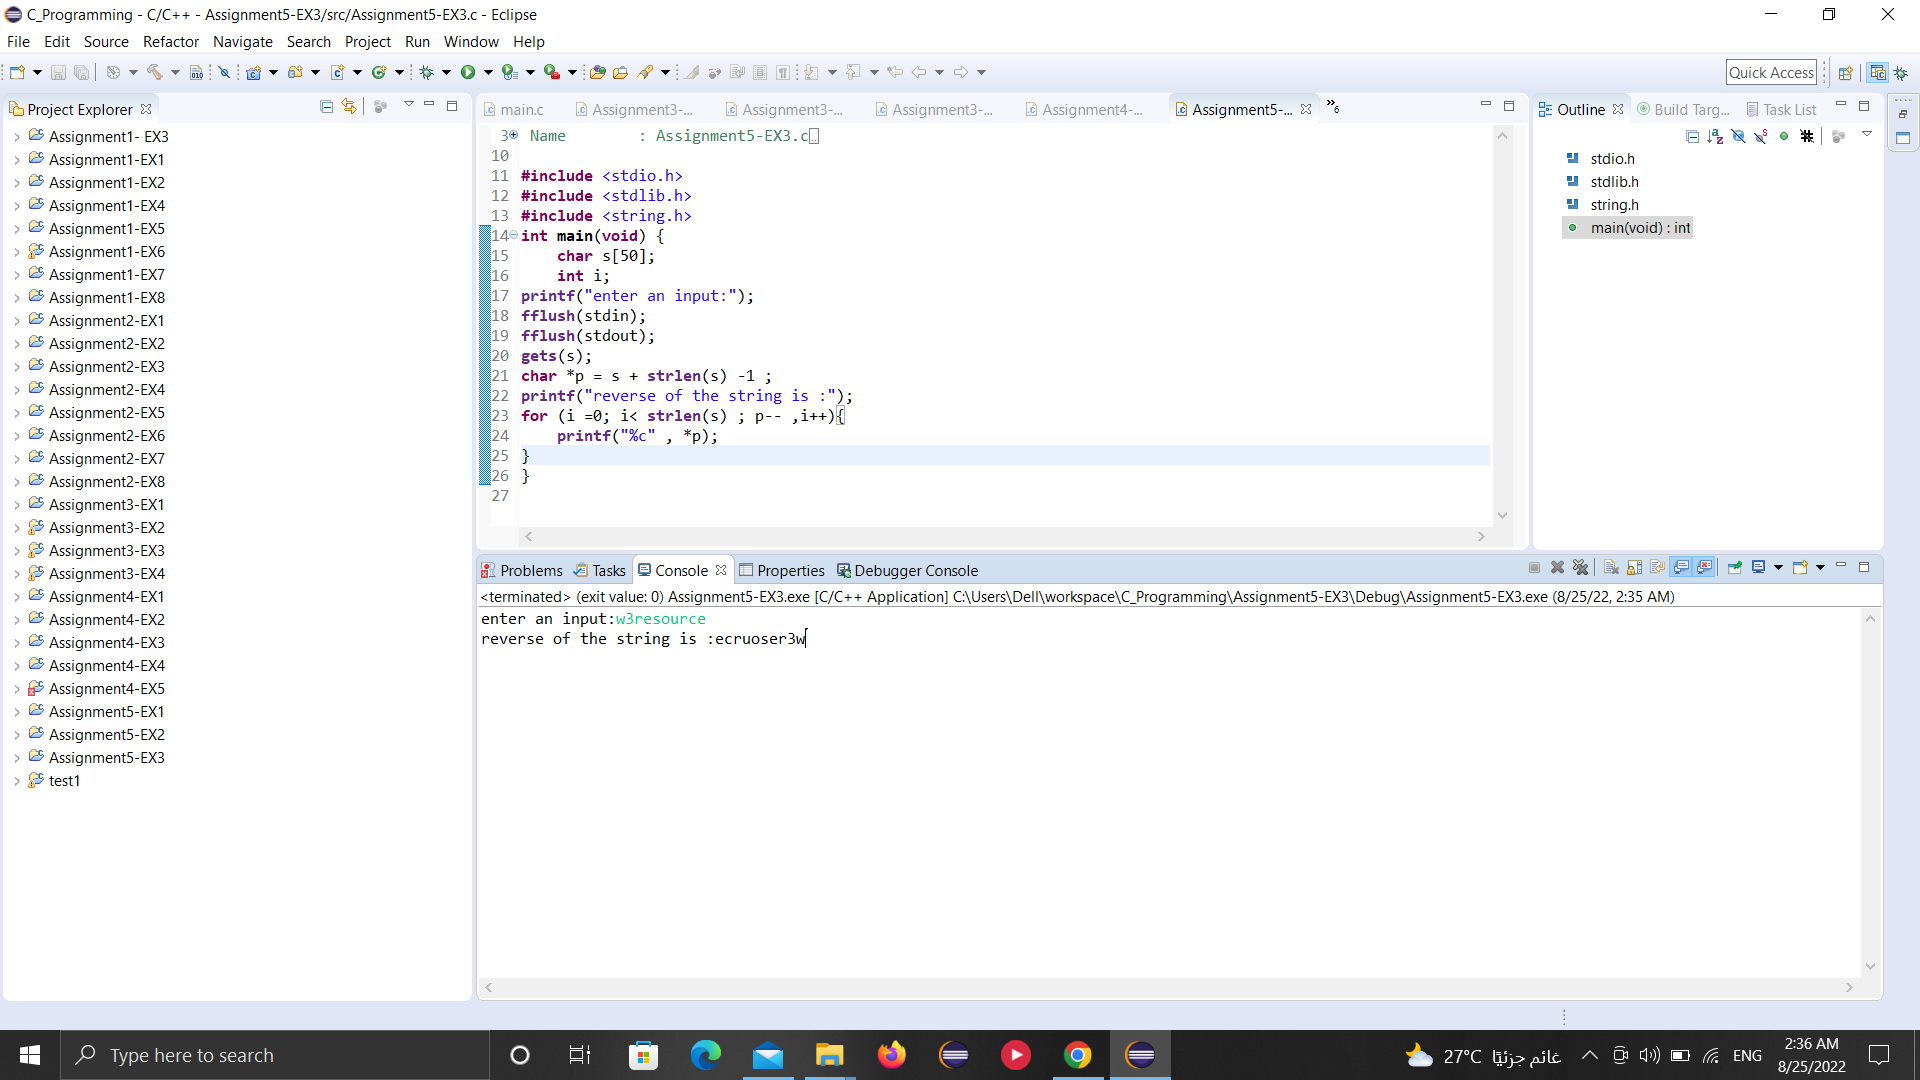 C_Programming - C/C++ - Assignment5-EX3/src/Assignment5-EX3.c - Eclipse
File Edit Source Refactor Navigate Search Project Run Window Help
Quick Access
Project Explorer
Assignment1- EX3
Assignment1-EX1
Assignment1-EX2
Assignment1-EX4
Assignment1-EX5
Assignment1-EX6
Assignment1-EX7
Assignment1-EX8
Assignment2-EX1
Assignment2-EX2
Assignment2-EX3
Assignment2-EX4
Assignment2-EX5
Assignment2-EX6
Assignment2-EX7
Assignment2-EX8
Assignment3-EX1
Assignment3-EX2
Assignment3-EX3
Assignment3-EX4
Assignment4-EX1
Assignment4-EX2
Assignment4-EX3
Assignment4-EX4
Assignment4-EX5
Assignment5-EX1
Assignment5-EX2
Assignment5-EX3
test1
main.c Assignment3-... Assignment3-... Assignment3-... Assignment4-... Assignment5-... »6
3 Name : Assignment5-EX3.c
10
11 #include <stdio.h>
12 #include <stdlib.h>
13 #include <string.h>
14 int main(void) {
15 char s[50];
16 int i;
17 printf("enter an input:");
18 fflush(stdin);
19 fflush(stdout);
20 gets(s);
21 char *p = s + strlen(s) -1 ;
22 printf("reverse of the string is :");
23 for (i =0; i< strlen(s) ; p-- ,i++){
24 printf("%c" , *p);
25 }
26 }
27
Outline Build Targ... Task List
stdio.h
stdlib.h
string.h
main(void) : int
Problems Tasks Console Properties Debugger Console
<terminated> (exit value: 0) Assignment5-EX3.exe [C/C++ Application] C:\Users\Dell\workspace\C_Programming\Assignment5-EX3\Debug\Assignment5-EX3.exe (8/25/22, 2:35 AM)
enter an input:w3resource
reverse of the string is :ecruoser3w
Type here to search
27°C غائم جزئيًا
ENG
2:36 AM
8/25/2022